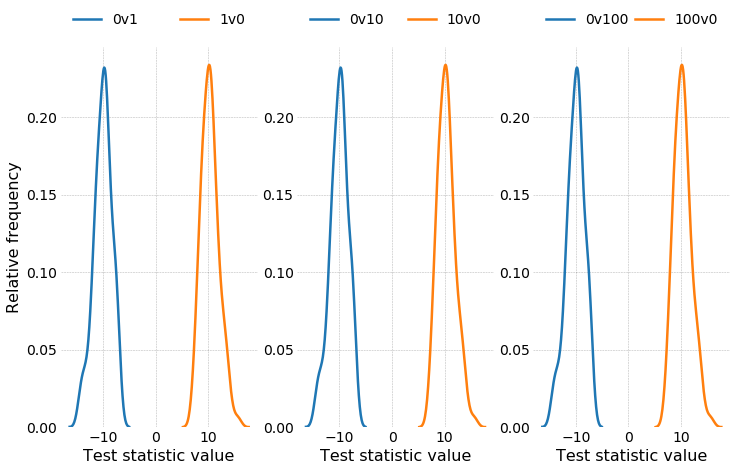 0v1 1v0 0v10 10v0 0v100 100v0
0.20 0.20 0.20
0.15 0.15 0.15
0.10 0.10 0.10
0.05 0.05 0.05
0.00 0.00 0.00
Relative frequency
−10 0 10 −10 0 10 −10 0 10
Test statistic value Test statistic value Test statistic value